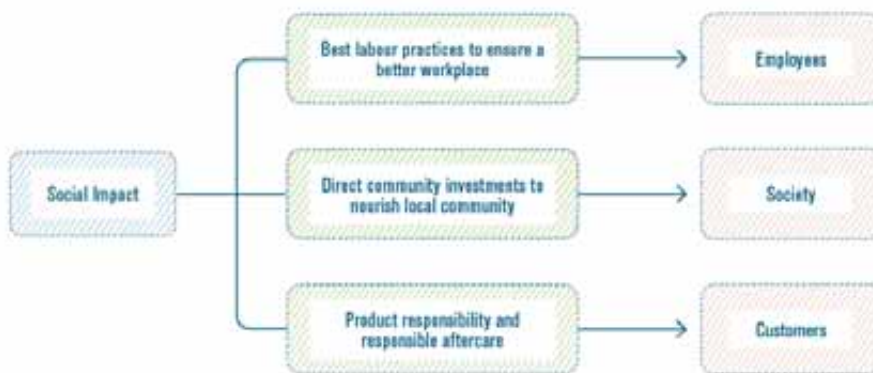 Best labour practices to ensure a
better workplace
Employees
Social Impact
Direct community investments to
nourish local community
Society
Product responsibility and
responsible aftercare
Customers